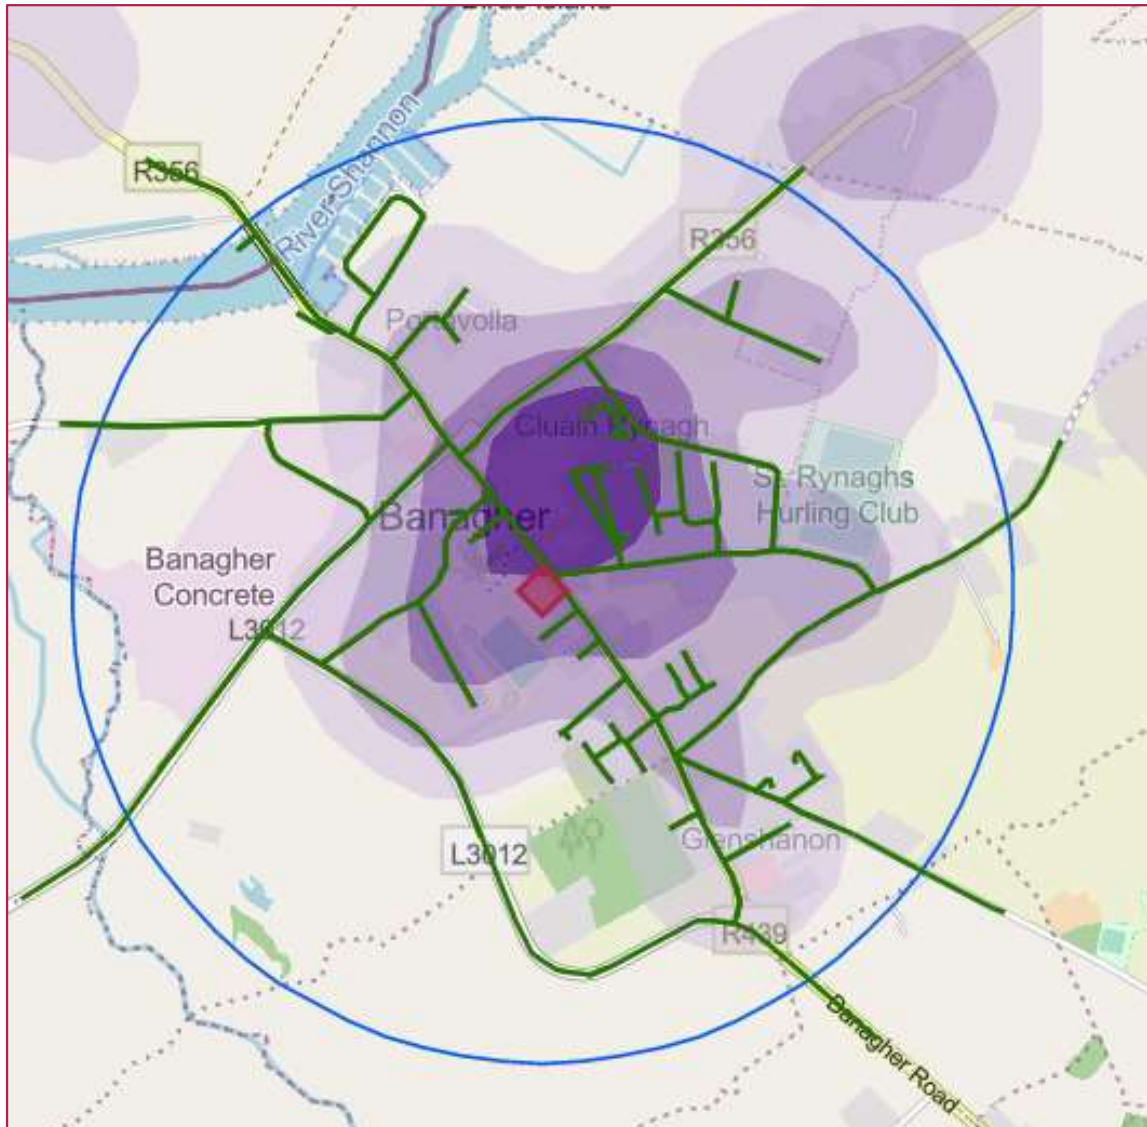 R356
River Shannon
R356
Portavolla
Cluain Rynagh
St. Rynaghs
Hurling Club
Banagher
Banagher
Concrete
L3012
L3012
Glenshanon
R439
Banagher Road